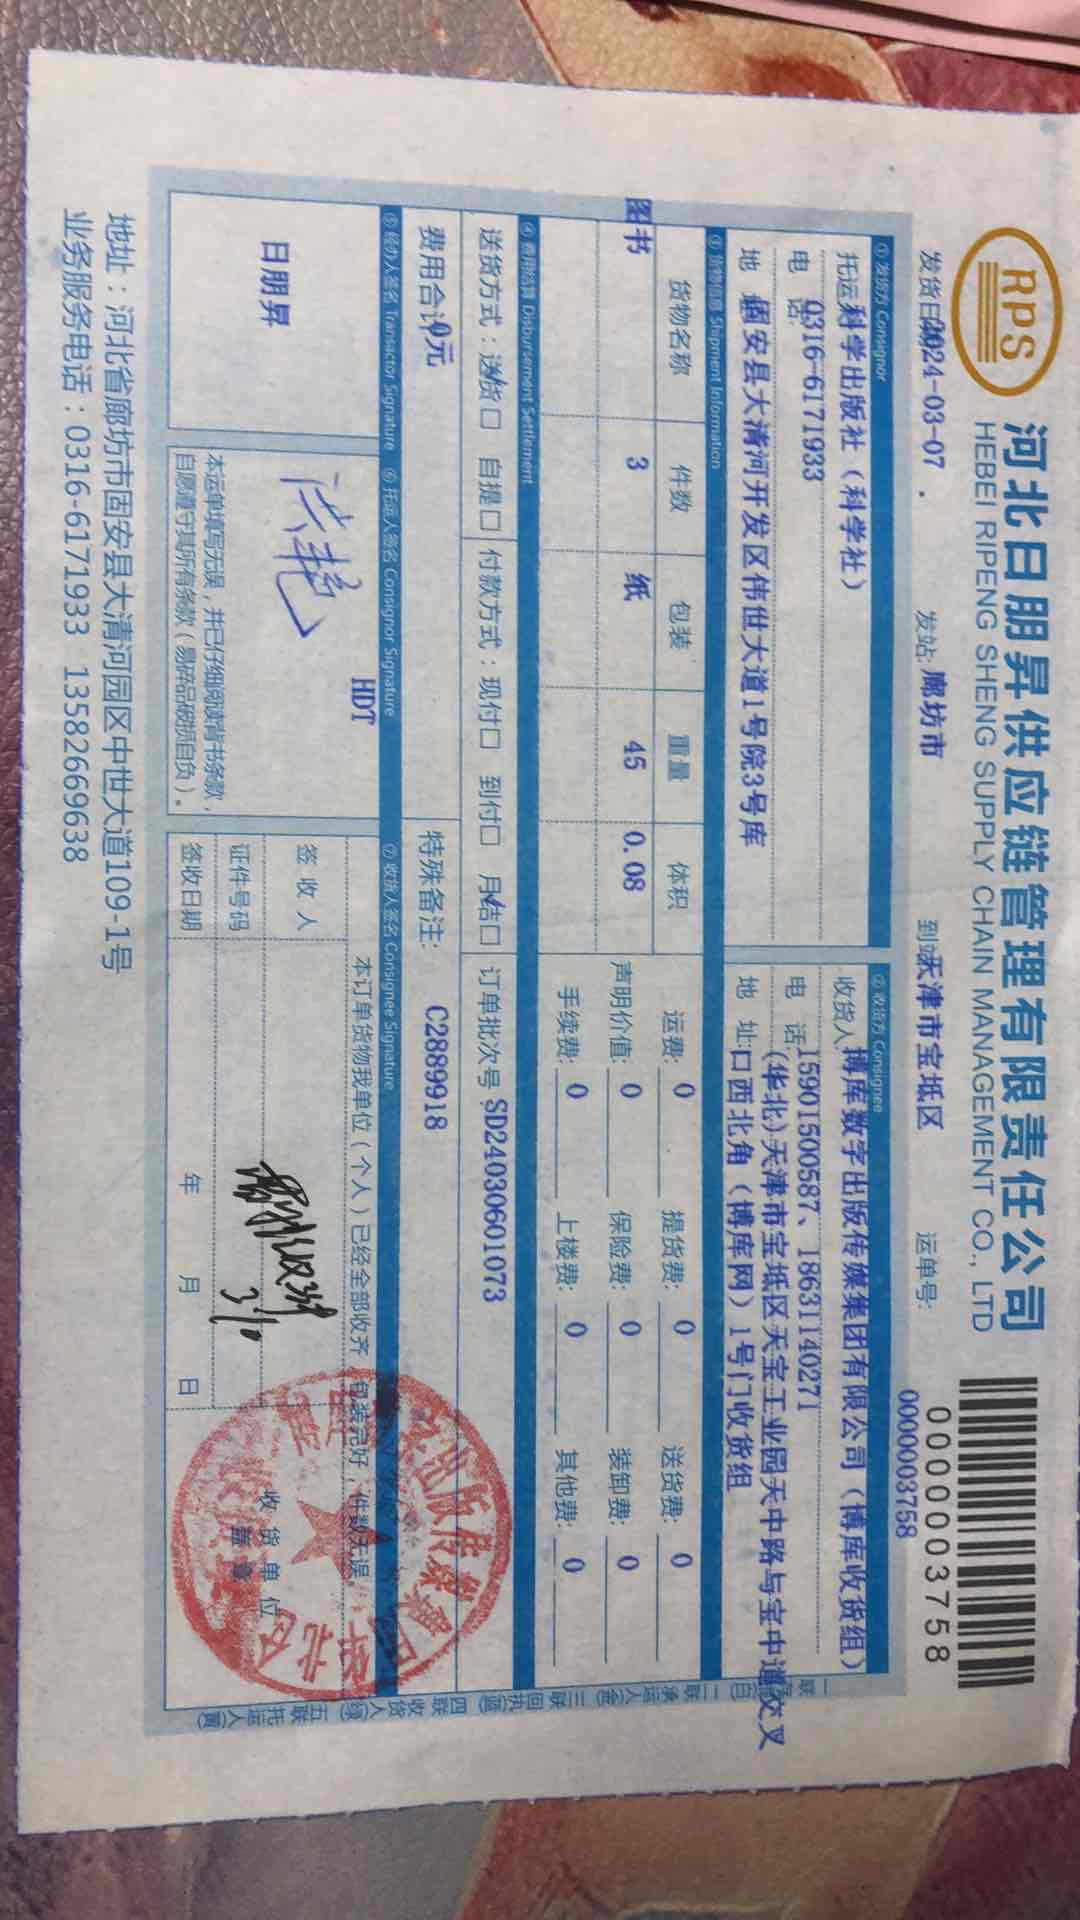 RPS
河北日朋昇供应链管理有限责任公司
HEBEI RIPENG SHENG SUPPLY CHAIN MANAGEMENT CO., LTD
0000003758
发货日期2024-03-07
发站:廊坊市
到站天津市宝坻区
运单号:
0000003758
①发货方 Consignor
②收货方 Consignee
托运科学出版社（科学社）
收货人博库数字出版传媒集团有限公司（博库收货组）
电 话:0316-6171933
电 话:15901500587、18631140271
地 固安县大清河开发区伟世大道1号院3号库
地 址:(华北)天津市宝坻区天宝工业园天中路与宝中道交叉
口西北角（博库网）1号门收货组
③货物信息 Shipment Information
货物名称 件数 包装 重量 体积
图书 3 纸 45 0.08
运费: 0 提货费: 0 送货费: 0
声明价值: 0 保险费: 0 装卸费: 0
手续费: 0 上楼费: 0 其他费: 0
④费用结算 Disbursement Settlement
送货方式：送货√口 自提口
付款方式：现付口 到付口 月结√口
订单批次号 SD24030601073
费用合计0元
特殊备注: C2889918
⑤经办人签名 Transactor Signature
⑥托运人签名 Consignor Signature
⑦收货人签名 Consignee Signature
日朋昇
HDT
本运单填写无误，并已仔细阅读背书条款，
自愿遵守其所有条款（易碎品破损自负）。
本订单货物我单位（个人）已经全部收齐，包装完好，件数无误
签收人
证件号码
3/10
签收日期
年 月 日
收货单位
盖章
地址：河北省廊坊市固安县大清河园区中世大道109-1号
业务服务电话：0316-6171933 13582669638